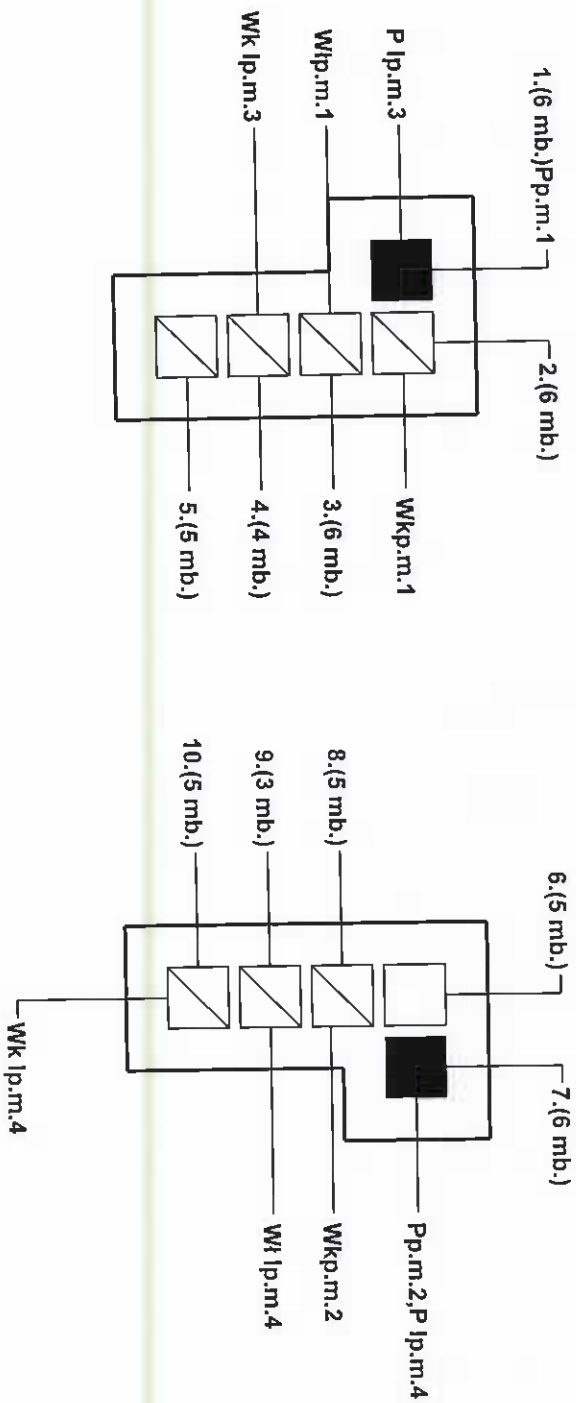 1.(6 mb.)Pp.m.1
2.(6 mb.)
P Ip.m.3
Wkp.m.1
Włp.m.1
3.(6 mb.)
Wk Ip.m.3
4.(4 mb.)
5.(5 mb.)
6.(5 mb.)
7.(6 mb.)
Pp.m.2,P Ip.m.4
8.(5 mb.)
Wkp.m.2
9.(3 mb.)
Wł Ip.m.4
10.(5 mb.)
Wk Ip.m.4